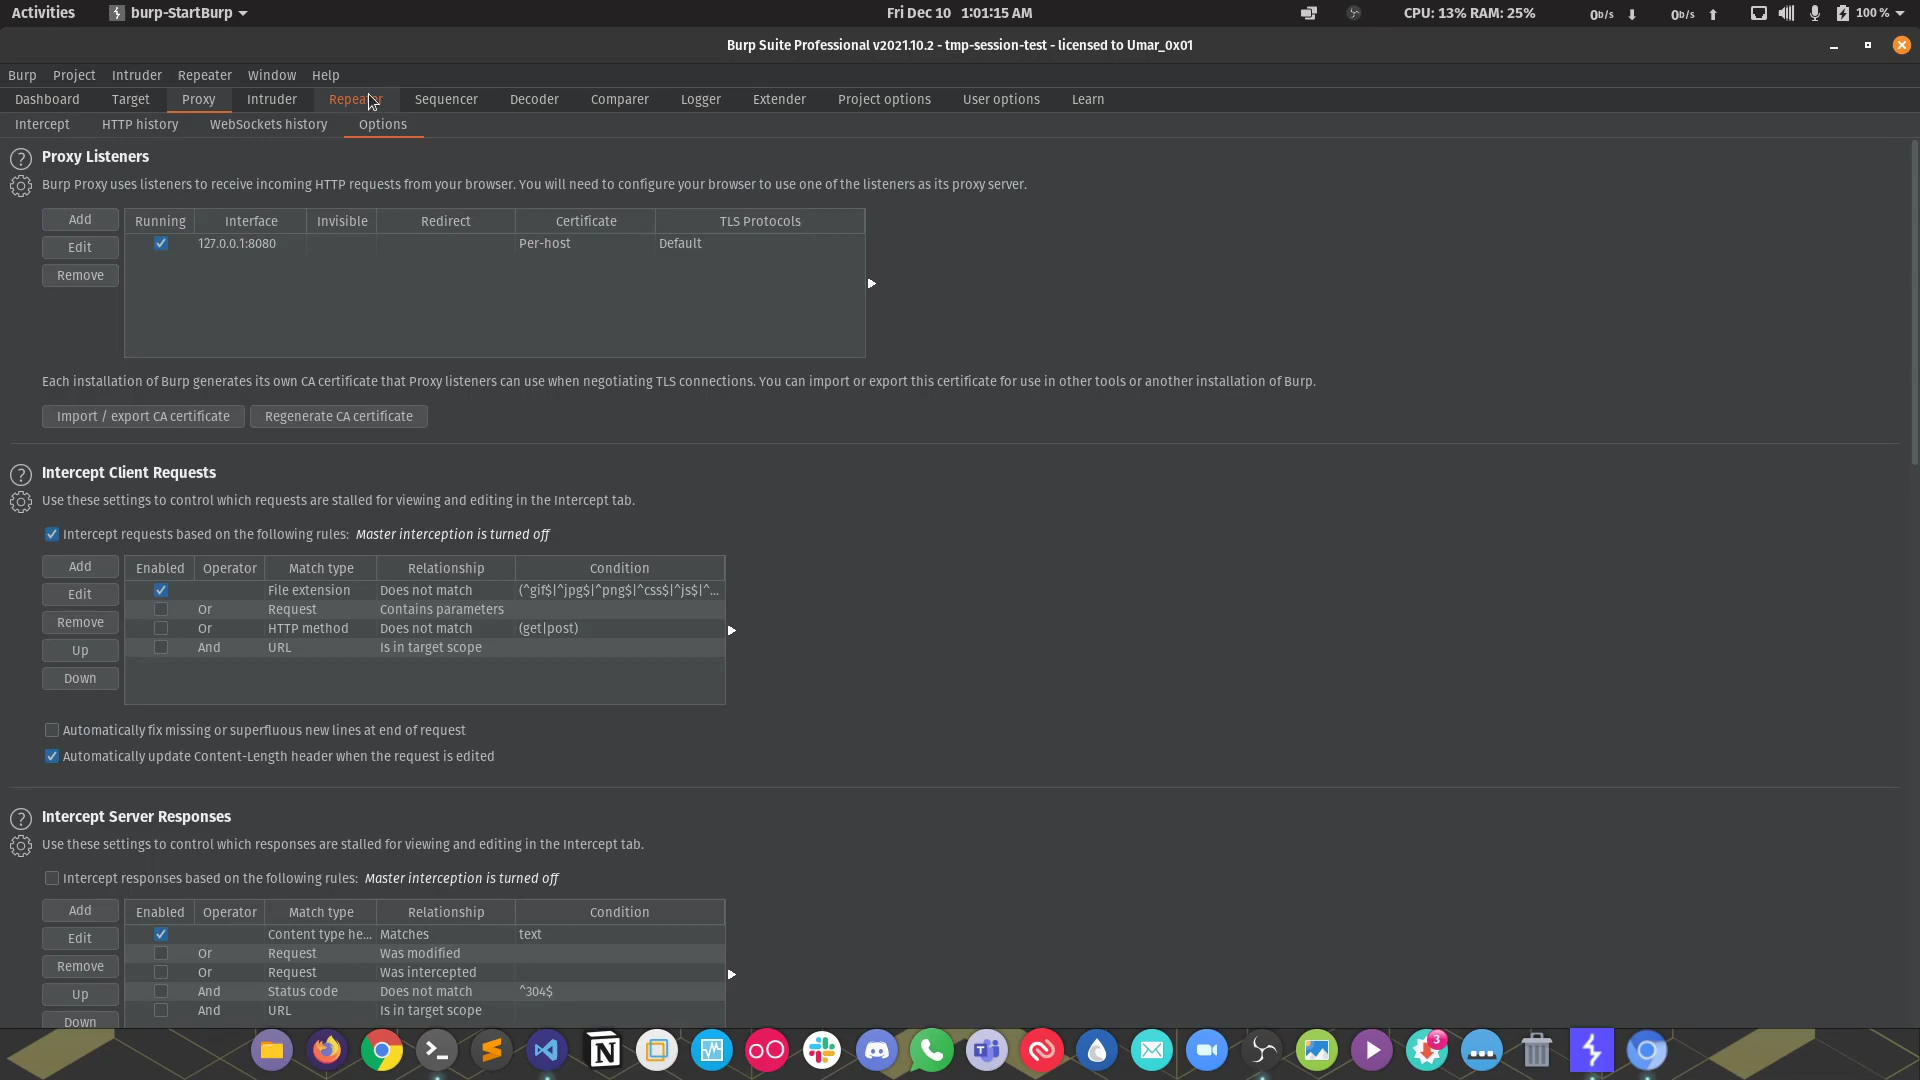 Activities burp-StartBurp Fri Dec 10 1:01:15 AM CPU: 13% RAM: 25% 0b/s 0b/s 100 %
Burp Suite Professional v2021.10.2 - tmp-session-test - licensed to Umar_0x01
Burp Project Intruder Repeater Window Help
Dashboard Target Proxy Intruder Repeater Sequencer Decoder Comparer Logger Extender Project options User options Learn
Intercept HTTP history WebSockets history Options
? Proxy Listeners
Burp Proxy uses listeners to receive incoming HTTP requests from your browser. You will need to configure your browser to use one of the listeners as its proxy server.
Add Running Interface Invisible Redirect Certificate TLS Protocols
Edit 127.0.0.1:8080 Per-host Default
Remove
Each installation of Burp generates its own CA certificate that Proxy listeners can use when negotiating TLS connections. You can import or export this certificate for use in other tools or another installation of Burp.
Import / export CA certificate Regenerate CA certificate
? Intercept Client Requests
Use these settings to control which requests are stalled for viewing and editing in the Intercept tab.
Intercept requests based on the following rules: Master interception is turned off
Add Enabled Operator Match type Relationship Condition
Edit File extension Does not match (^gif$|^jpg$|^png$|^css$|^js$|^...
Or Request Contains parameters
Remove Or HTTP method Does not match (get|post)
Up And URL Is in target scope
Down
Automatically fix missing or superfluous new lines at end of request
Automatically update Content-Length header when the request is edited
? Intercept Server Responses
Use these settings to control which responses are stalled for viewing and editing in the Intercept tab.
Intercept responses based on the following rules: Master interception is turned off
Add Enabled Operator Match type Relationship Condition
Edit Content type he... Matches text
Or Request Was modified
Remove Or Request Was intercepted
Up And Status code Does not match ^304$
Down And URL Is in target scope
3